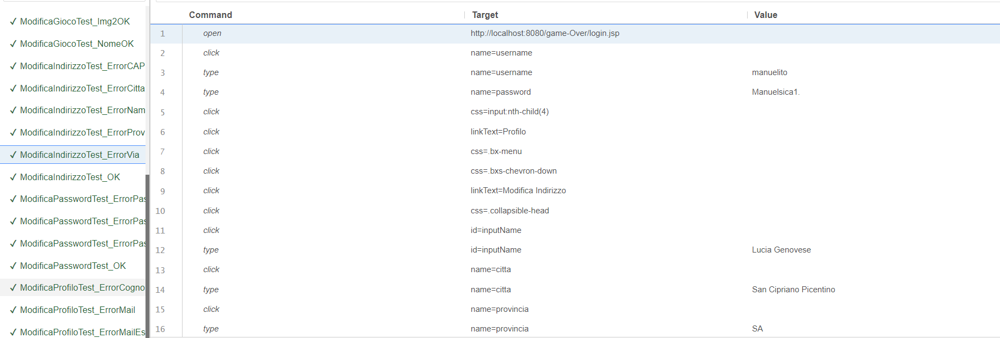 ✓ ModificaGiocoTest_Img2OK
✓ ModificaGiocoTest_NomeOK
✓ ModificaIndirizzoTest_ErrorCAP
✓ ModificaIndirizzoTest_ErrorCitta
✓ ModificaIndirizzoTest_ErrorNam
✓ ModificaIndirizzoTest_ErrorProv
✓ ModificaIndirizzoTest_ErrorVia
✓ ModificaIndirizzoTest_OK
✓ ModificaPasswordTest_ErrorPas
✓ ModificaPasswordTest_ErrorPas
✓ ModificaPasswordTest_ErrorPas
✓ ModificaPasswordTest_OK
✓ ModificaProfiloTest_ErrorCogno
✓ ModificaProfiloTest_ErrorMail
✓ ModificaProfiloTest_ErrorMailEs
Command Target Value
1 open http://localhost:8080/game-Over/login.jsp
2 click name=username
3 type name=username manuelito
4 type name=password Manuelsica1.
5 click css=input:nth-child(4)
6 click linkText=Profilo
7 click css=.bx-menu
8 click css=.bxs-chevron-down
9 click linkText=Modifica Indirizzo
10 click css=.collapsible-head
11 click id=inputName
12 type id=inputName Lucia Genovese
13 click name=citta
14 type name=citta San Cipriano Picentino
15 click name=provincia
16 type name=provincia SA